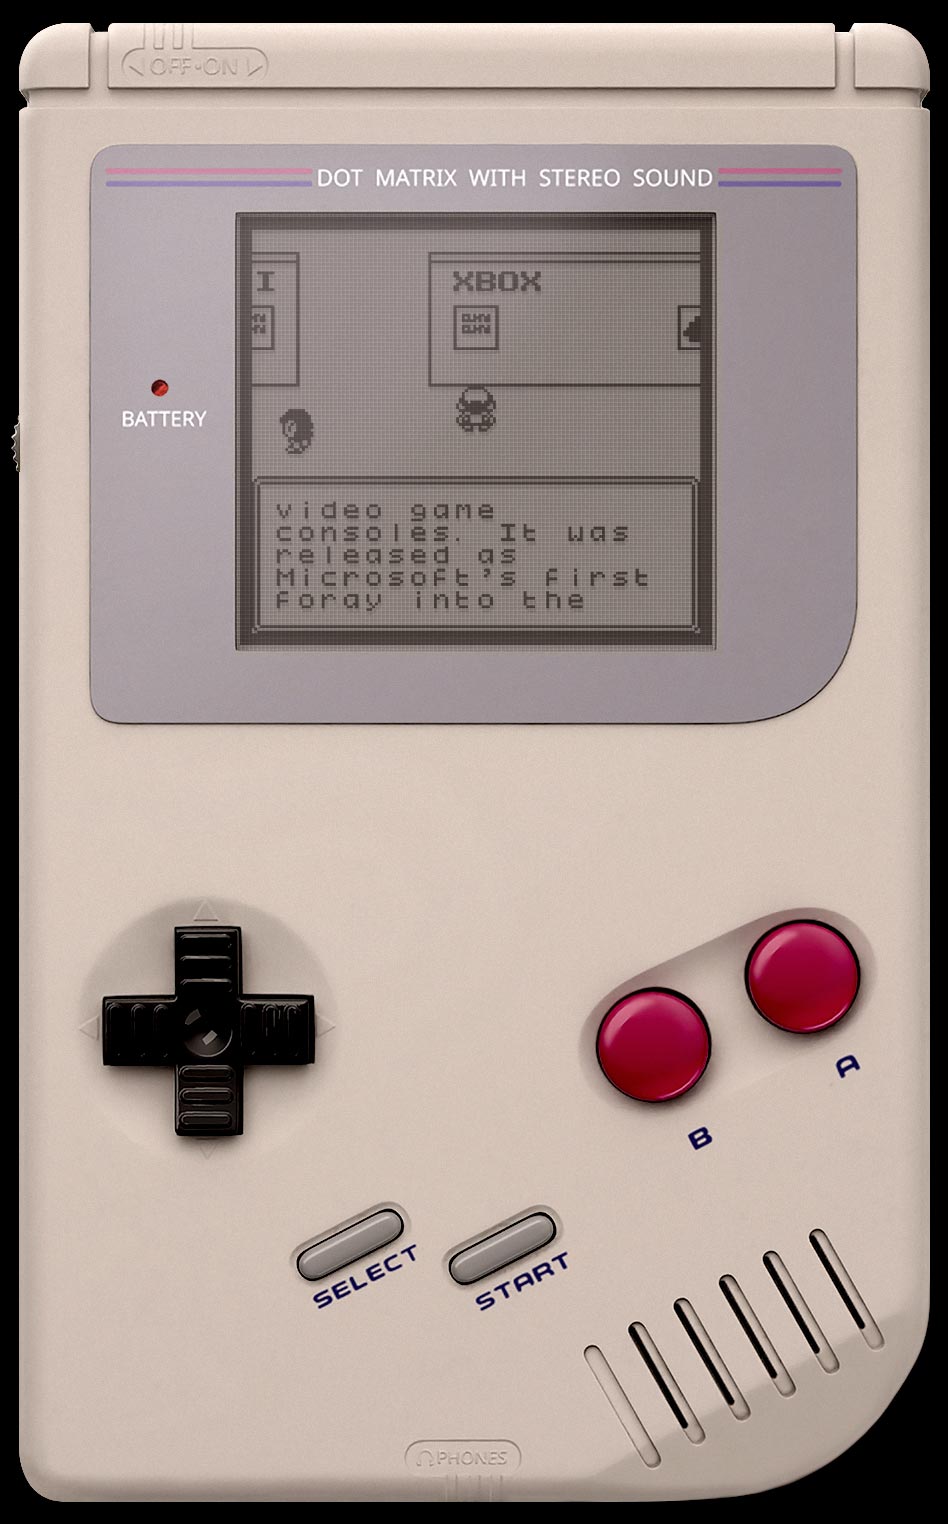 OFF•ON
DOT MATRIX WITH STEREO SOUND
I
XBOX
BATTERY
video game
consoles. It was
released as
Microsoft's first
foray into the
A
B
SELECT
START
PHONES